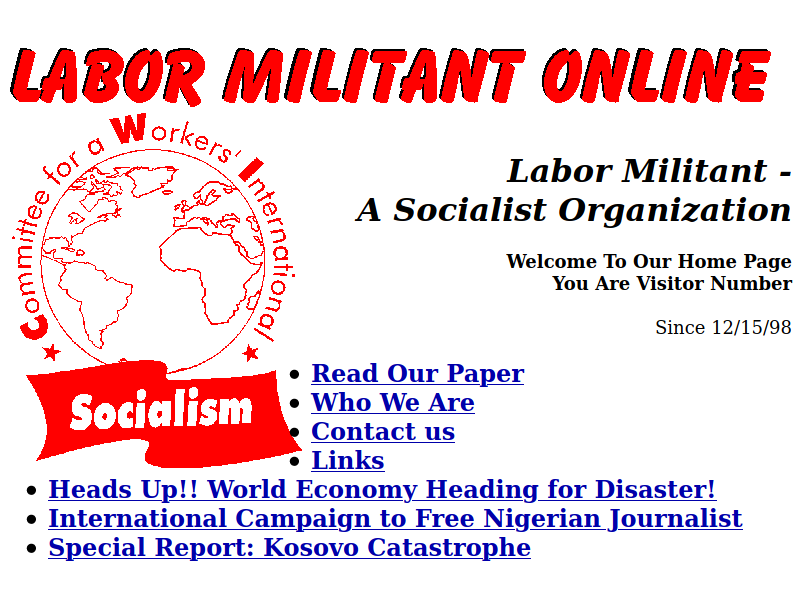 LABOR MILITANT ONLINE
Committee for a Workers' International
Socialism
Labor Militant -
A Socialist Organization
Welcome To Our Home Page
You Are Visitor Number
Since 12/15/98
Read Our Paper
Who We Are
Contact us
Links
Heads Up!! World Economy Heading for Disaster!
International Campaign to Free Nigerian Journalist
Special Report: Kosovo Catastrophe